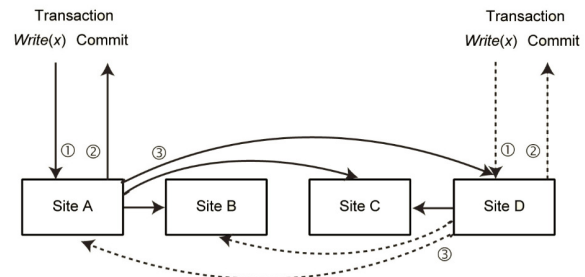 Transaction
Write(x) Commit
Transaction
Write(x) Commit
① ② ③
① ②
Site A
Site B
Site C
Site D
③